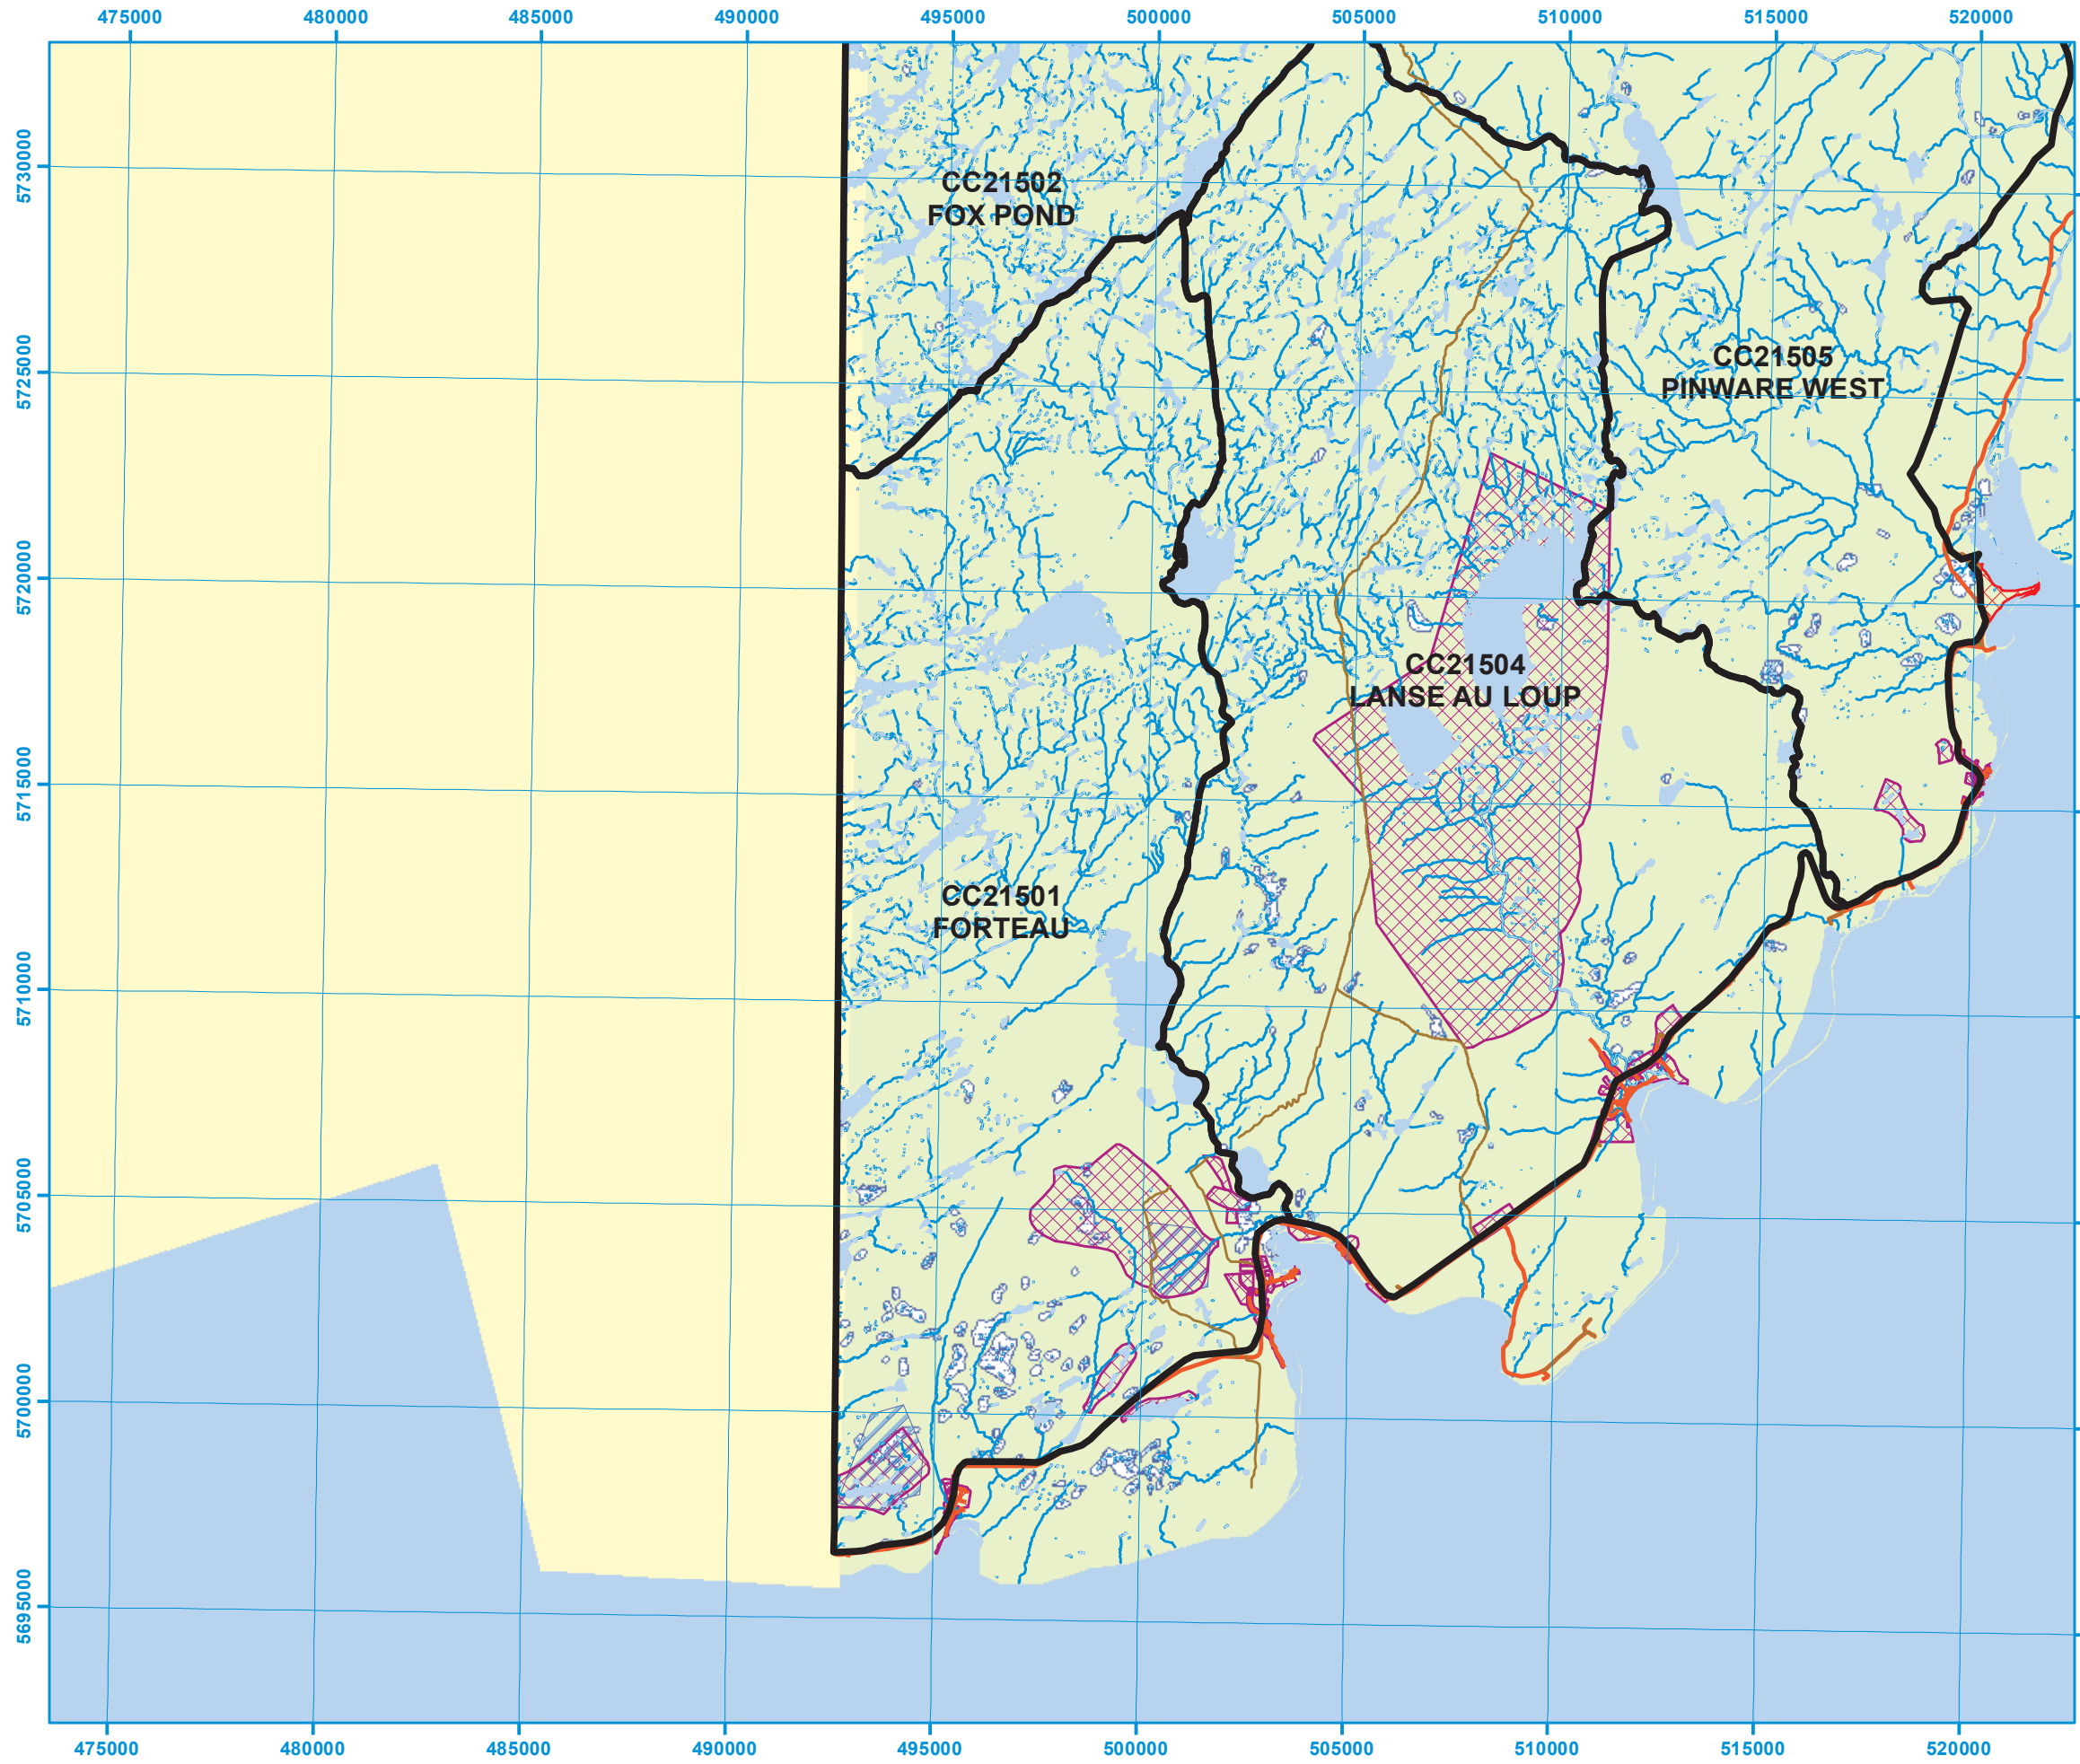 475000 480000 485000 490000 495000 500000 505000 510000 515000 520000
5730000
CC21502
FOX POND
5725000
CC21505
PINWARE WEST
5720000
CC21504
LANSE AU LOUP
5715000
CC21501
FORTEAU
5710000
5705000
5700000
5695000
475000 480000 485000 490000 495000 500000 505000 510000 515000 520000